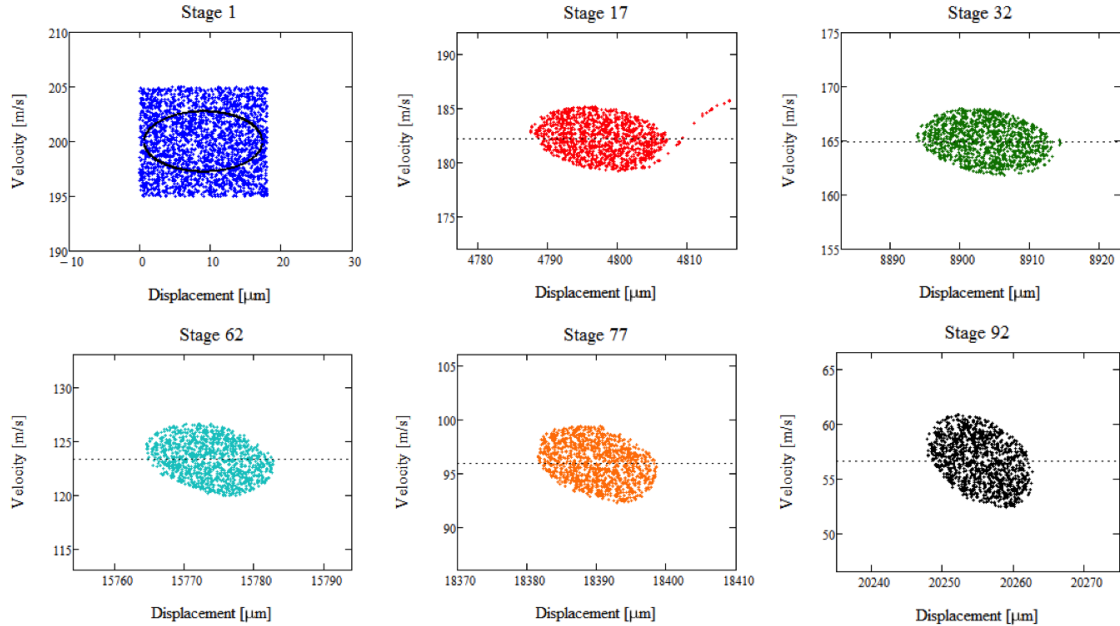 Stage 1
210
205
200
195
190
−10
0
10
20
30
Velocity [m/s]
Displacement [μm]
Stage 17
190
185
180
175
4780
4790
4800
4810
Velocity [m/s]
Displacement [μm]
Stage 32
175
170
165
160
155
8890
8900
8910
8920
Velocity [m/s]
Displacement [μm]
Stage 62
130
125
120
115
15760
15770
15780
15790
Velocity [m/s]
Displacement [μm]
Stage 77
105
100
95
90
18370
18380
18390
18400
18410
Velocity [m/s]
Displacement [μm]
Stage 92
65
60
55
50
20240
20250
20260
20270
Velocity [m/s]
Displacement [μm]